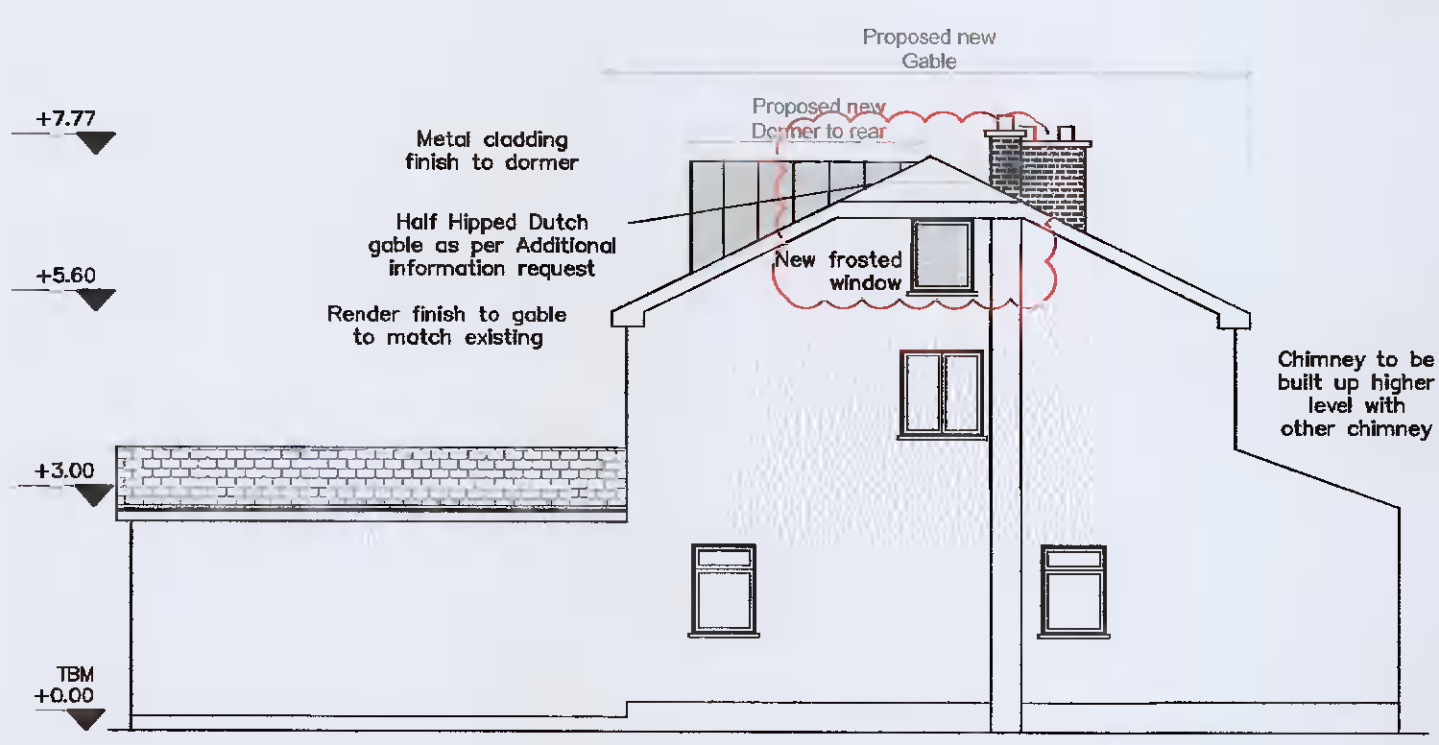 Proposed new
Gable
+7.77
Proposed new
Dormer to rear
Metal cladding
finish to dormer
Half Hipped Dutch
gable as per Additional
information request
+5.60
New frosted
window
Render finish to gable
to match existing
Chimney to be
built up higher
level with
other chimney
+3.00
TBM
+0.00